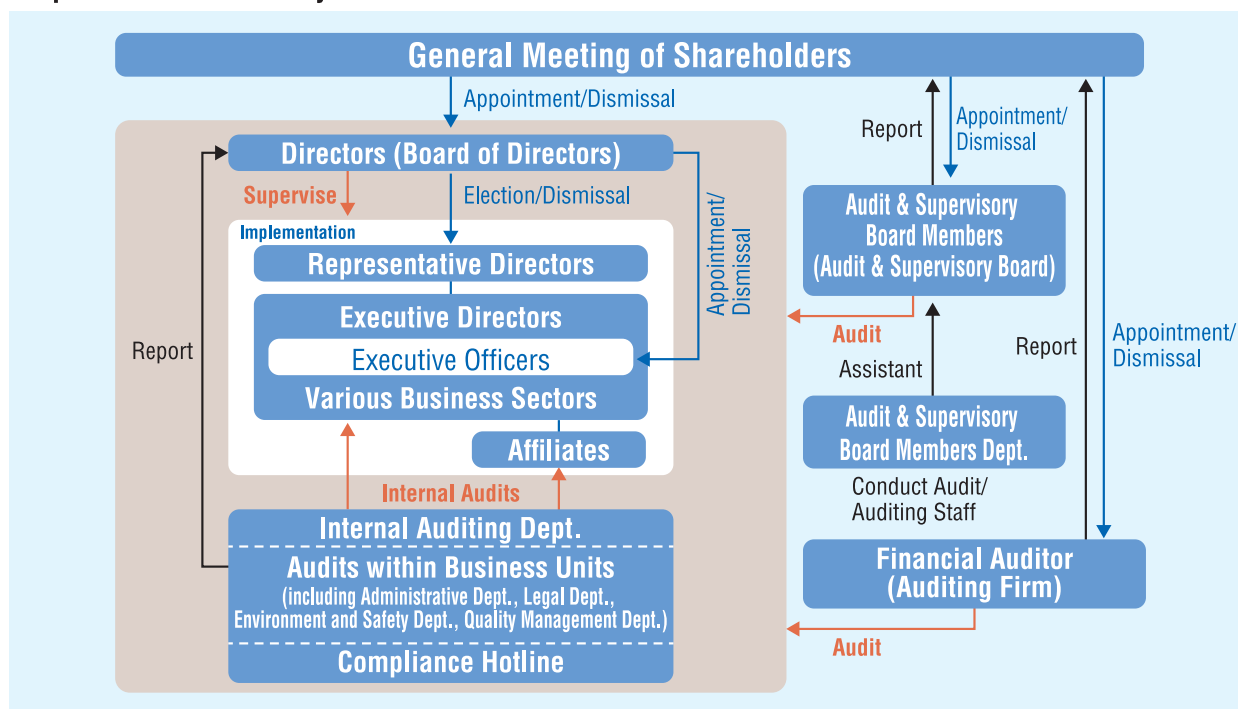 General Meeting of Shareholders
Appointment/Dismissal
Directors (Board of Directors)
Supervise
Election/Dismissal
Appointment/
Dismissal
Implementation
Representative Directors
Executive Directors
Executive Officers
Various Business Sectors
Affiliates
Report
Internal Audits
Internal Auditing Dept.
Audits within Business Units
(including Administrative Dept., Legal Dept.,
Environment and Safety Dept., Quality Management Dept.)
Compliance Hotline
Report
Appointment/
Dismissal
Audit & Supervisory
Board Members
(Audit & Supervisory Board)
Audit
Assistant
Report
Appointment/
Dismissal
Audit & Supervisory
Board Members Dept.
Conduct Audit/
Auditing Staff
Financial Auditor
(Auditing Firm)
Audit